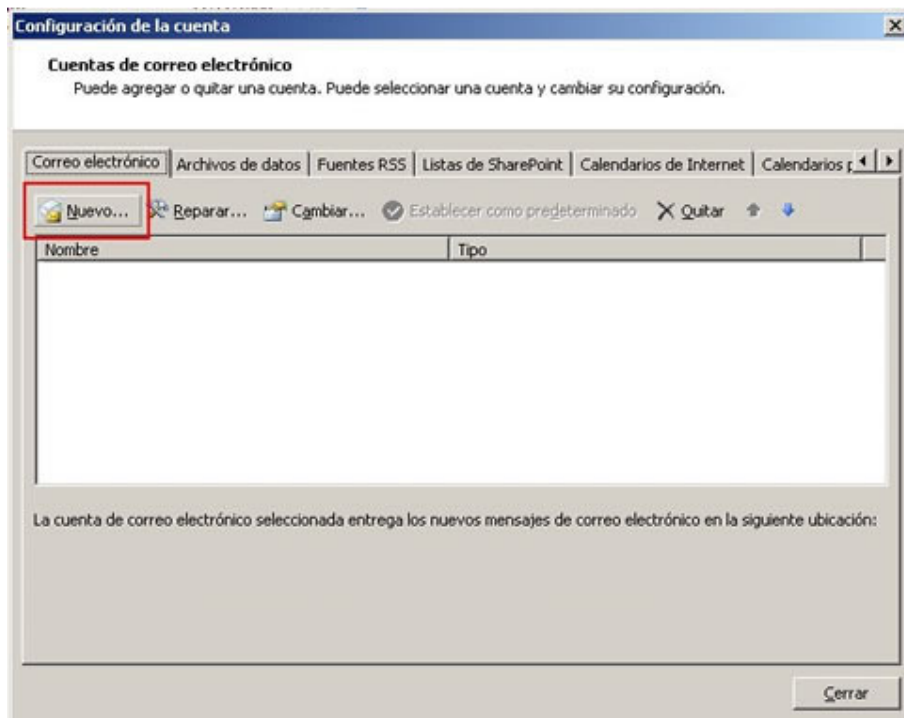 Configuración de la cuenta
Cuentas de correo electrónico
Puede agregar o quitar una cuenta. Puede seleccionar una cuenta y cambiar su configuración.
Correo electrónico Archivos de datos Fuentes RSS Listas de SharePoint Calendarios de Internet Calendarios
Nuevo... Reparar... Cambiar... Establecer como predeterminado Quitar
Nombre Tipo
La cuenta de correo electrónico seleccionada entrega los nuevos mensajes de correo electrónico en la siguiente ubicación:
Cerrar